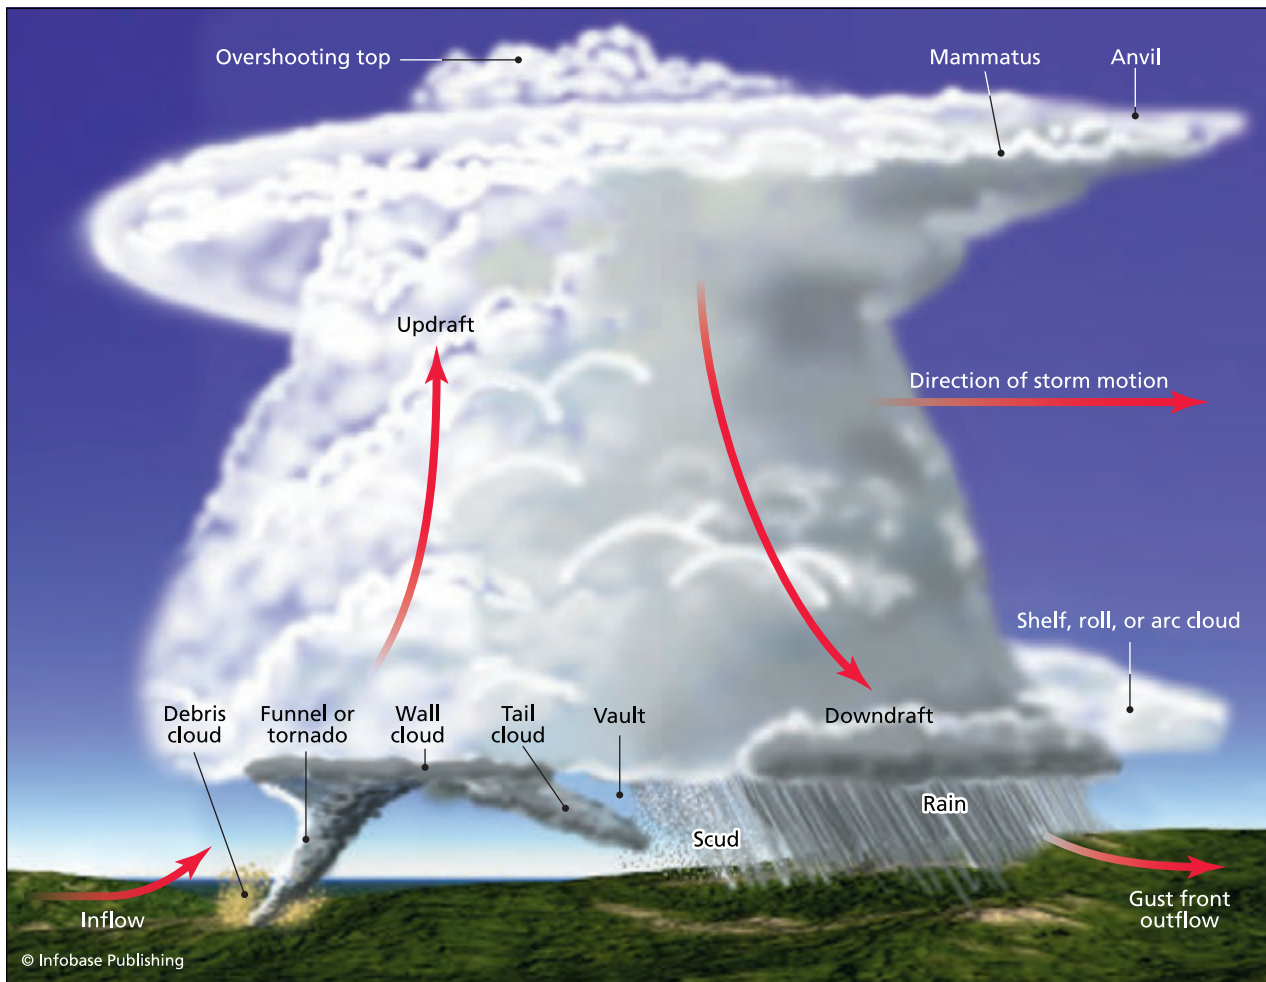 Overshooting top
Mammatus
Anvil
Updraft
Direction of storm motion
Shelf, roll, or arc cloud
Debris
cloud
Funnel or
tornado
Wall
cloud
Tail
cloud
Vault
Downdraft
Rain
Scud
Inflow
Gust front
outflow
© Infobase Publishing